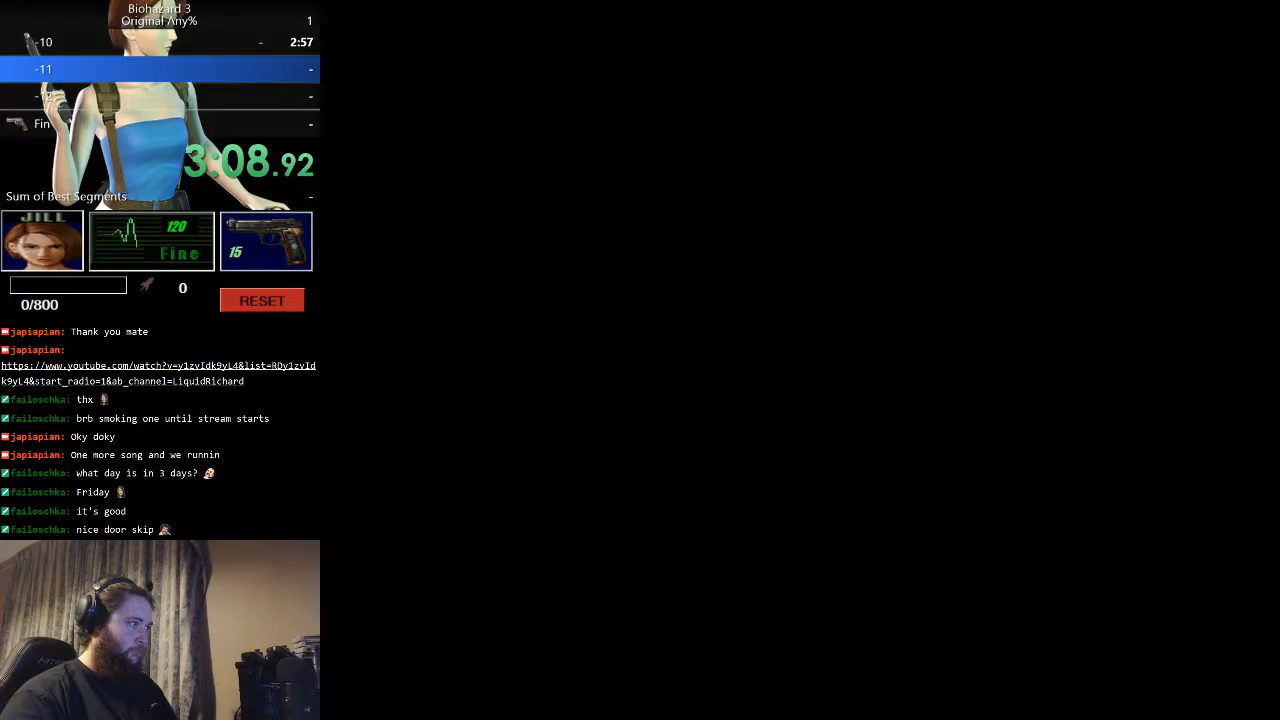 Biohazard 3
Original Any%
1
-10 - 2:57
-11 -
-12 -
Fin -
3:08.92
Sum of Best Segments -
JILL
120
Fine
15
0
0/800
RESET
japiapian: Thank you mate
japiapian:
https://www.youtube.com/watch?v=y1zvIdk9yL4&list=RDy1zvId
k9yL4&start_radio=1&ab_channel=LiquidRichard
failoschka: thx
failoschka: brb smoking one until stream starts
japiapian: Oky doky
japiapian: One more song and we runnin
failoschka: what day is in 3 days?
failoschka: Friday
failoschka: it's good
failoschka: nice door skip